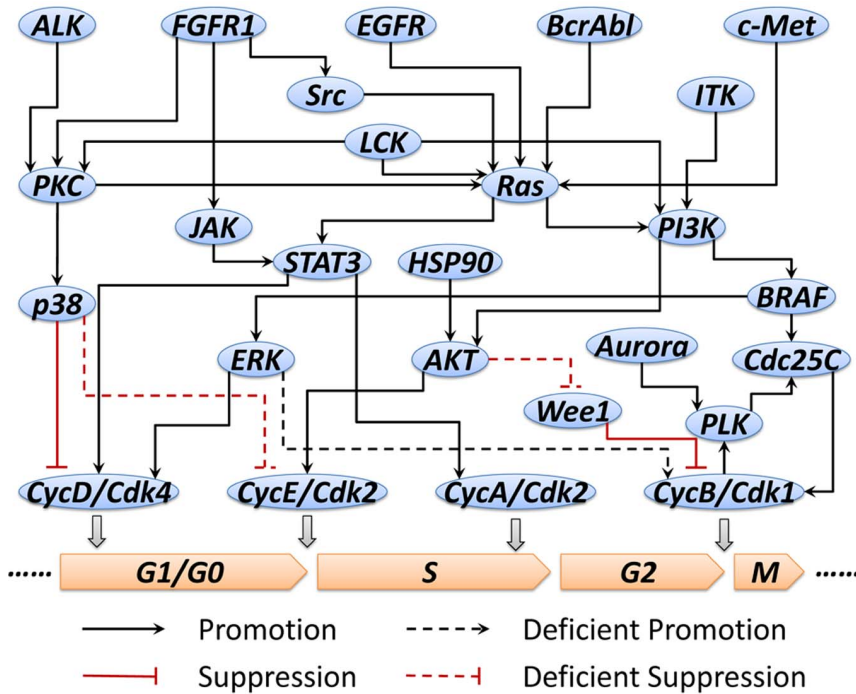 ALK FGFR1 EGFR BcrAbl c-Met
Src ITK
LCK
PKC Ras
JAK PI3K
STAT3 HSP90
p38 BRAF
ERK AKT Aurora Cdc25C
Wee1 PLK
CycD/Cdk4 CycE/Cdk2 CycA/Cdk2 CycB/Cdk1
...... G1/G0 S G2 M ......
Promotion Deficient Promotion
Suppression Deficient Suppression